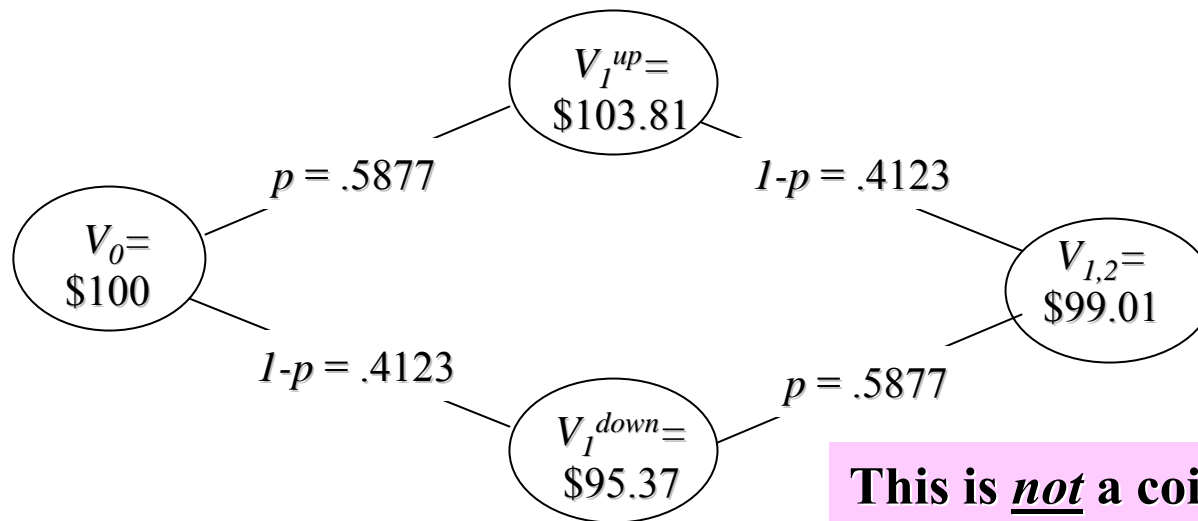 V₁ᵘᵖ=
$103.81
p = .5877
1-p = .4123
V₀=
$100
V₁,₂=
$99.01
1-p = .4123
p = .5877
V₁ᵈᵒʷⁿ=
$95.37
This is not a coi